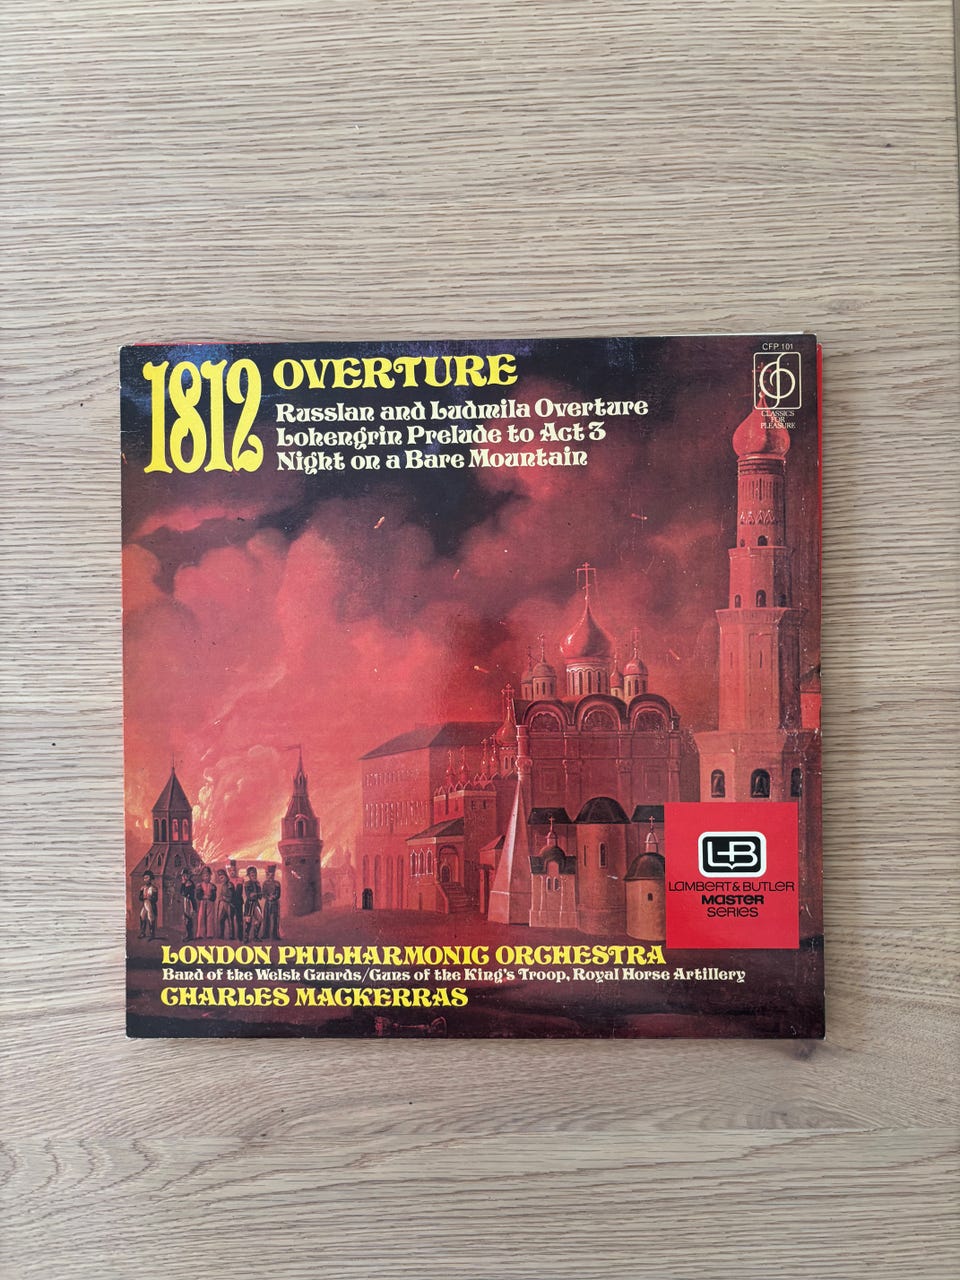 CFP 101
1812 OVERTURE
Russlan and Ludmila Overture
Lohengrin Prelude to Act 3
Night on a Bare Mountain
CLASSICS
FOR
PLEASURE
L&B
LAMBERT & BUTLER
MASTER
SERIES
LONDON PHILHARMONIC ORCHESTRA
Band of the Welsh Guards/Guns of the King's Troop, Royal Horse Artillery
CHARLES MACKERRAS